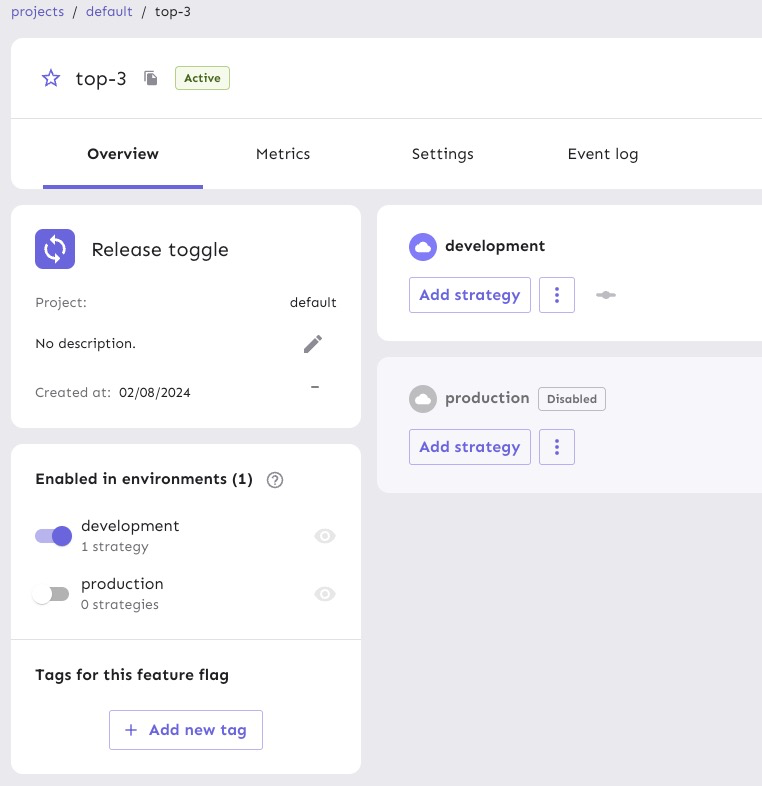 projects / default / top-3
top-3 Active
Overview Metrics Settings Event log
Release toggle
Project: default
No description.
Created at: 02/08/2024 –
Enabled in environments (1)
development
1 strategy
production
0 strategies
Tags for this feature flag
+ Add new tag
development
Add strategy
production Disabled
Add strategy